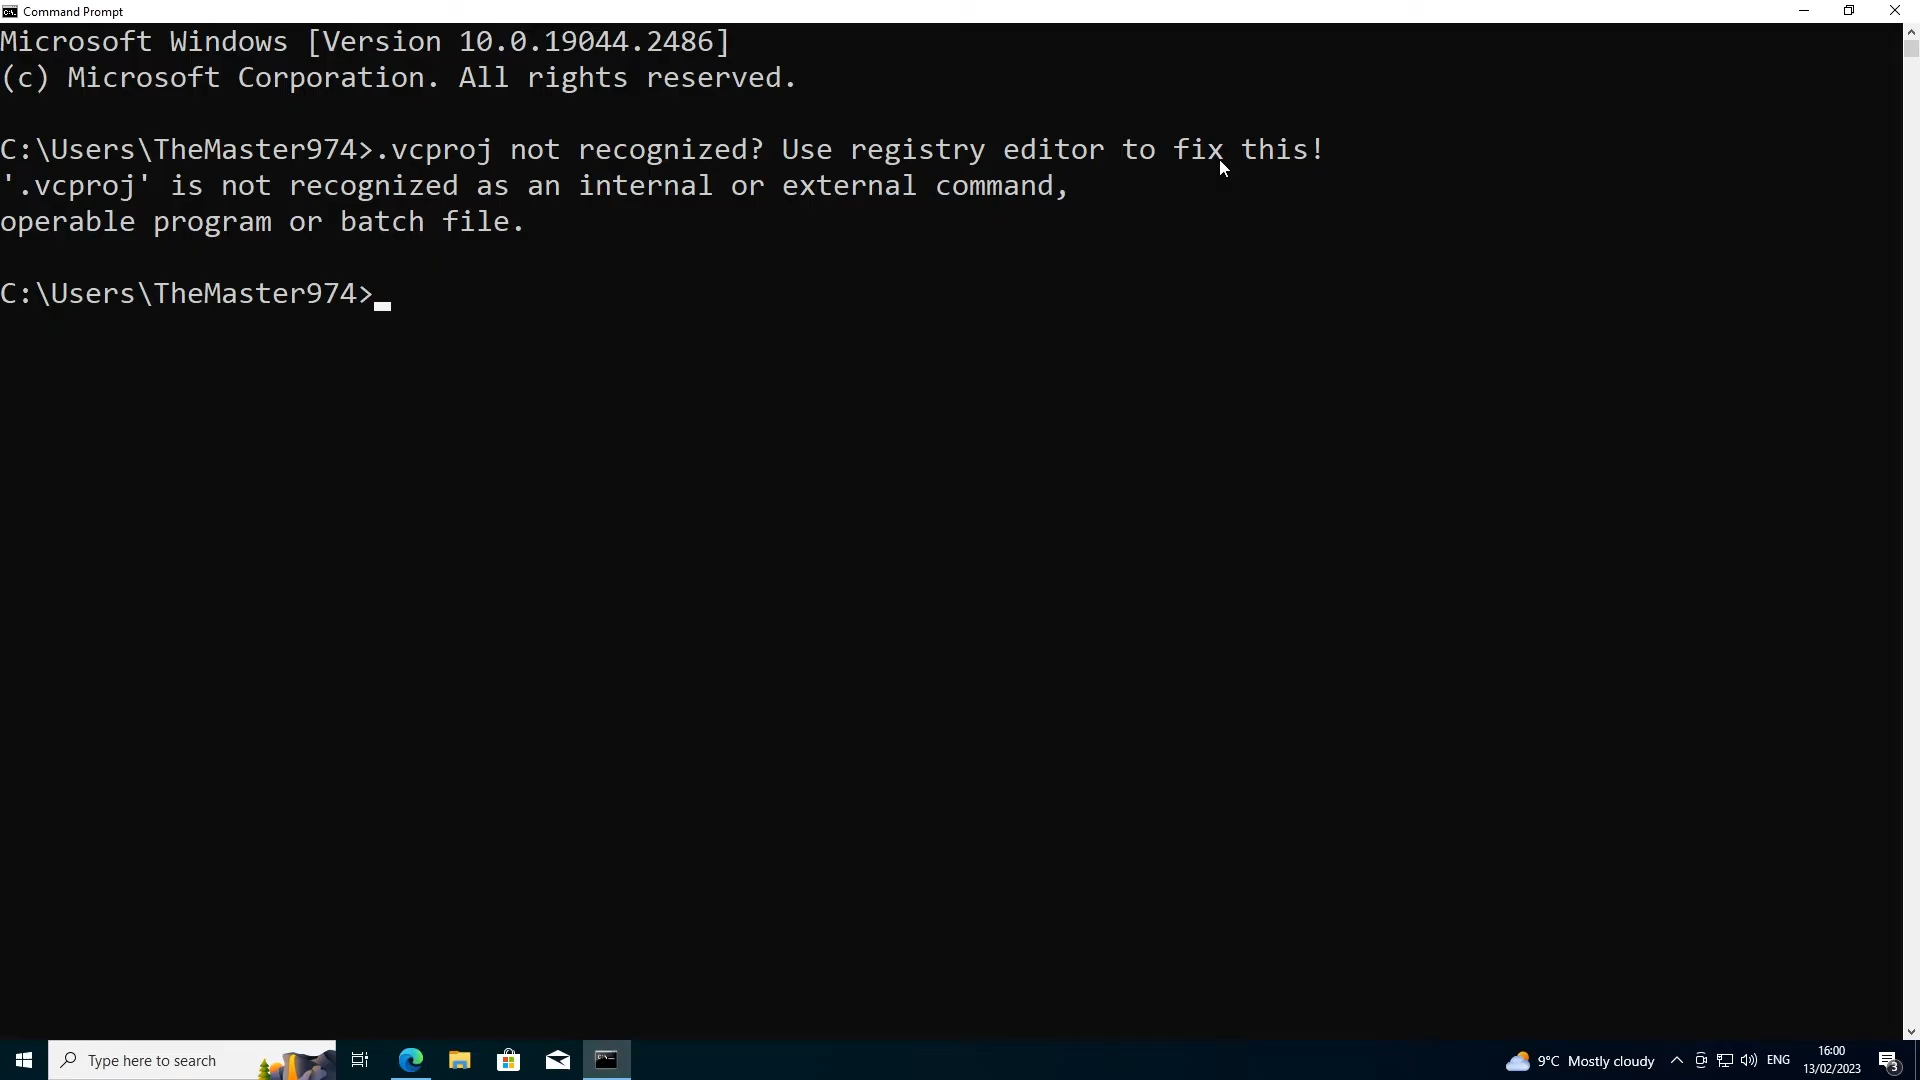 Command Prompt
Microsoft Windows [Version 10.0.19044.2486]
(c) Microsoft Corporation. All rights reserved.
C:\Users\TheMaster974>.vcproj not recognized? Use registry editor to fix this!
'.vcproj' is not recognized as an internal or external command,
operable program or batch file.
C:\Users\TheMaster974>
Type here to search
9°C Mostly cloudy
ENG
16:00
13/02/2023
3